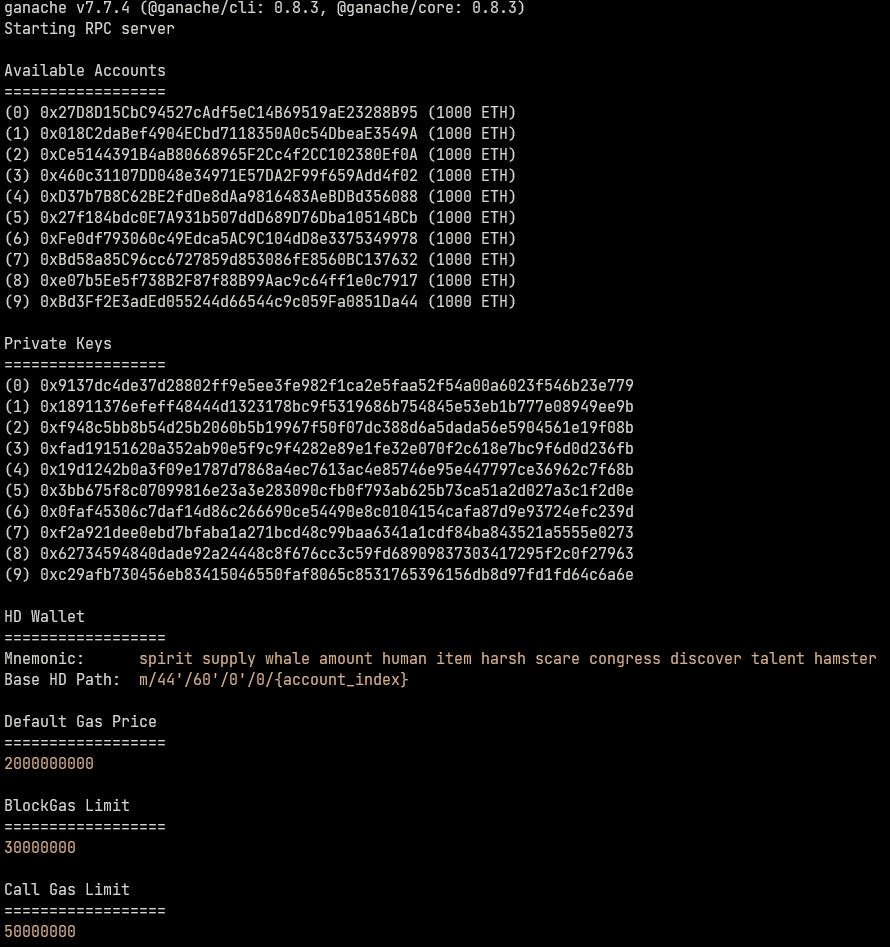 ganache v7.7.4 (@ganache/cli: 0.8.3, @ganache/core: 0.8.3)
Starting RPC server
Available Accounts
==================
(0) 0x27D8D15CbC94527cAdf5eC14B69519aE23288B95 (1000 ETH)
(1) 0x018C2daBef4904ECbd7118350A0c54DbeaE3549A (1000 ETH)
(2) 0xCe5144391B4aB80668965F2Cc4f2CC102380Ef0A (1000 ETH)
(3) 0x460c31107DD048e34971E57DA2F99f659Add4f02 (1000 ETH)
(4) 0xD37b7B8C62BE2fdDe8dAa9816483AeBDBd356088 (1000 ETH)
(5) 0x27f184bdc0E7A931b507ddD689D76Dba10514BCb (1000 ETH)
(6) 0xFe0df793060c49Edca5AC9C104dD8e3375349978 (1000 ETH)
(7) 0xBd58a85C96cc6727859d853086fE8560BC137632 (1000 ETH)
(8) 0xe07b5Ee5f738B2F87f88B99Aac9c64ff1e0c7917 (1000 ETH)
(9) 0xBd3Ff2E3adEd055244d66544c9c059Fa0851Da44 (1000 ETH)
Private Keys
==================
(0) 0x9137dc4de37d28802ff9e5ee3fe982f1ca2e5faa52f54a00a6023f546b23e779
(1) 0x18911376efeff48444d1323178bc9f5319686b754845e53eb1b777e08949ee9b
(2) 0xf948c5bb8b54d25b2060b5b19967f50f07dc388d6a5dada56e5904561e19f08b
(3) 0xfad19151620a352ab90e5f9c9f4282e89e1fe32e070f2c618e7bc9f6d0d236fb
(4) 0x19d1242b0a3f09e1787d7868a4ec7613ac4e85746e95e447797ce36962c7f68b
(5) 0x3bb675f8c07099816e23a3e283090cfb0f793ab625b73ca51a2d027a3c1f2d0e
(6) 0x0faf45306c7daf14d86c266690ce54490e8c0104154cafa87d9e93724efc239d
(7) 0xf2a921dee0ebd7bfaba1a271bcd48c99baa6341a1cdf84ba843521a5555e0273
(8) 0x62734594840dade92a24448c8f676cc3c59fd68909837303417295f2c0f27963
(9) 0xc29afb730456eb83415046550faf8065c8531765396156db8d97fd1fd64c6a6e
HD Wallet
==================
Mnemonic:      spirit supply whale amount human item harsh scare congress discover talent hamster
Base HD Path:  m/44'/60'/0'/0/{account_index}
Default Gas Price
==================
2000000000
BlockGas Limit
==================
30000000
Call Gas Limit
==================
50000000